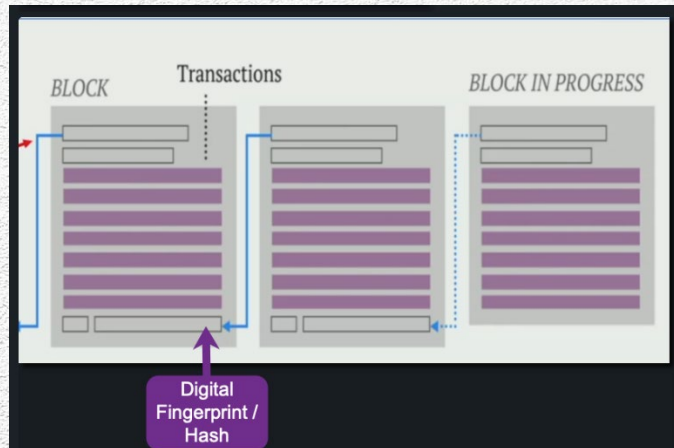 Transactions
BLOCK
BLOCK IN PROGRESS
Digital
Fingerprint /
Hash